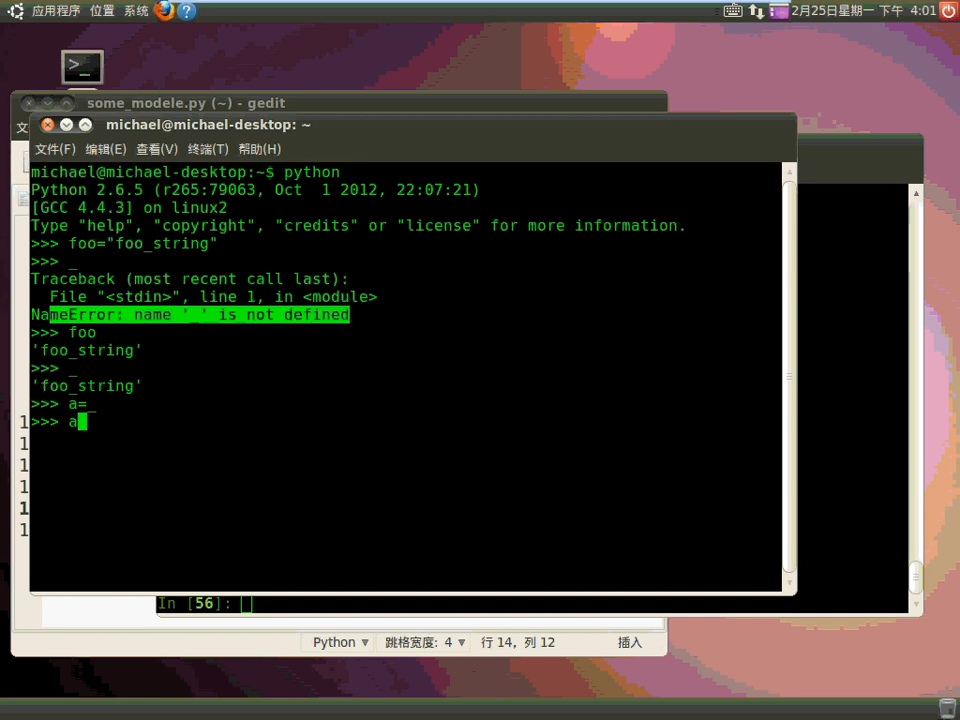 应用程序 位置 系统
2月25日星期一 下午 4:01
some_modele.py (~) - gedit
michael@michael-desktop: ~
文件(F) 编辑(E) 查看(V) 终端(T) 帮助(H)
michael@michael-desktop:~$ python
Python 2.6.5 (r265:79063, Oct  1 2012, 22:07:21)
[GCC 4.4.3] on linux2
Type "help", "copyright", "credits" or "license" for more information.
>>> foo="foo_string"
>>> _
Traceback (most recent call last):
  File "<stdin>", line 1, in <module>
NameError: name '_' is not defined
>>> foo
'foo_string'
>>> _
'foo_string'
>>> a=_
>>> a
In [56]:
Python 跳格宽度: 4 行 14, 列 12 插入